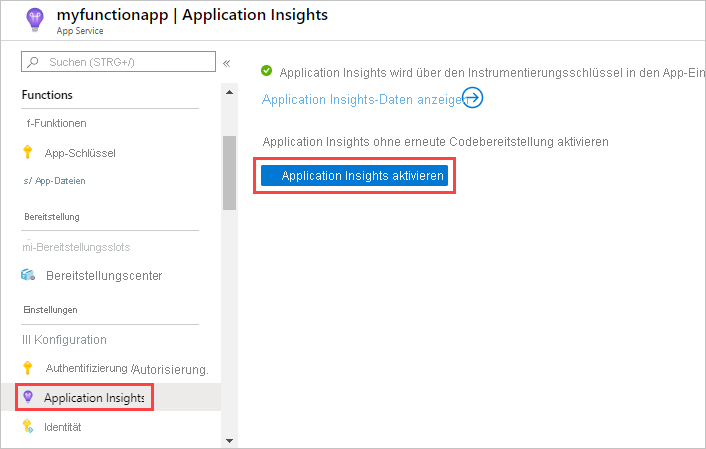 myfunctionapp | Application Insights
App Service
Suchen (STRG+/)
«
Functions
f-Funktionen
App-Schlüssel
s/ App-Dateien
Bereitstellung
mi-Bereitstellungsslots
Bereitstellungscenter
Einstellungen
III Konfiguration
Authentifizierung /Autorisierung.
Application Insights
Identität
Application Insights wird über den Instrumentierungsschlüssel in den App-Ein
Application Insights-Daten anzeigen
Application Insights ohne erneute Codebereitstellung aktivieren
Application Insights aktivieren